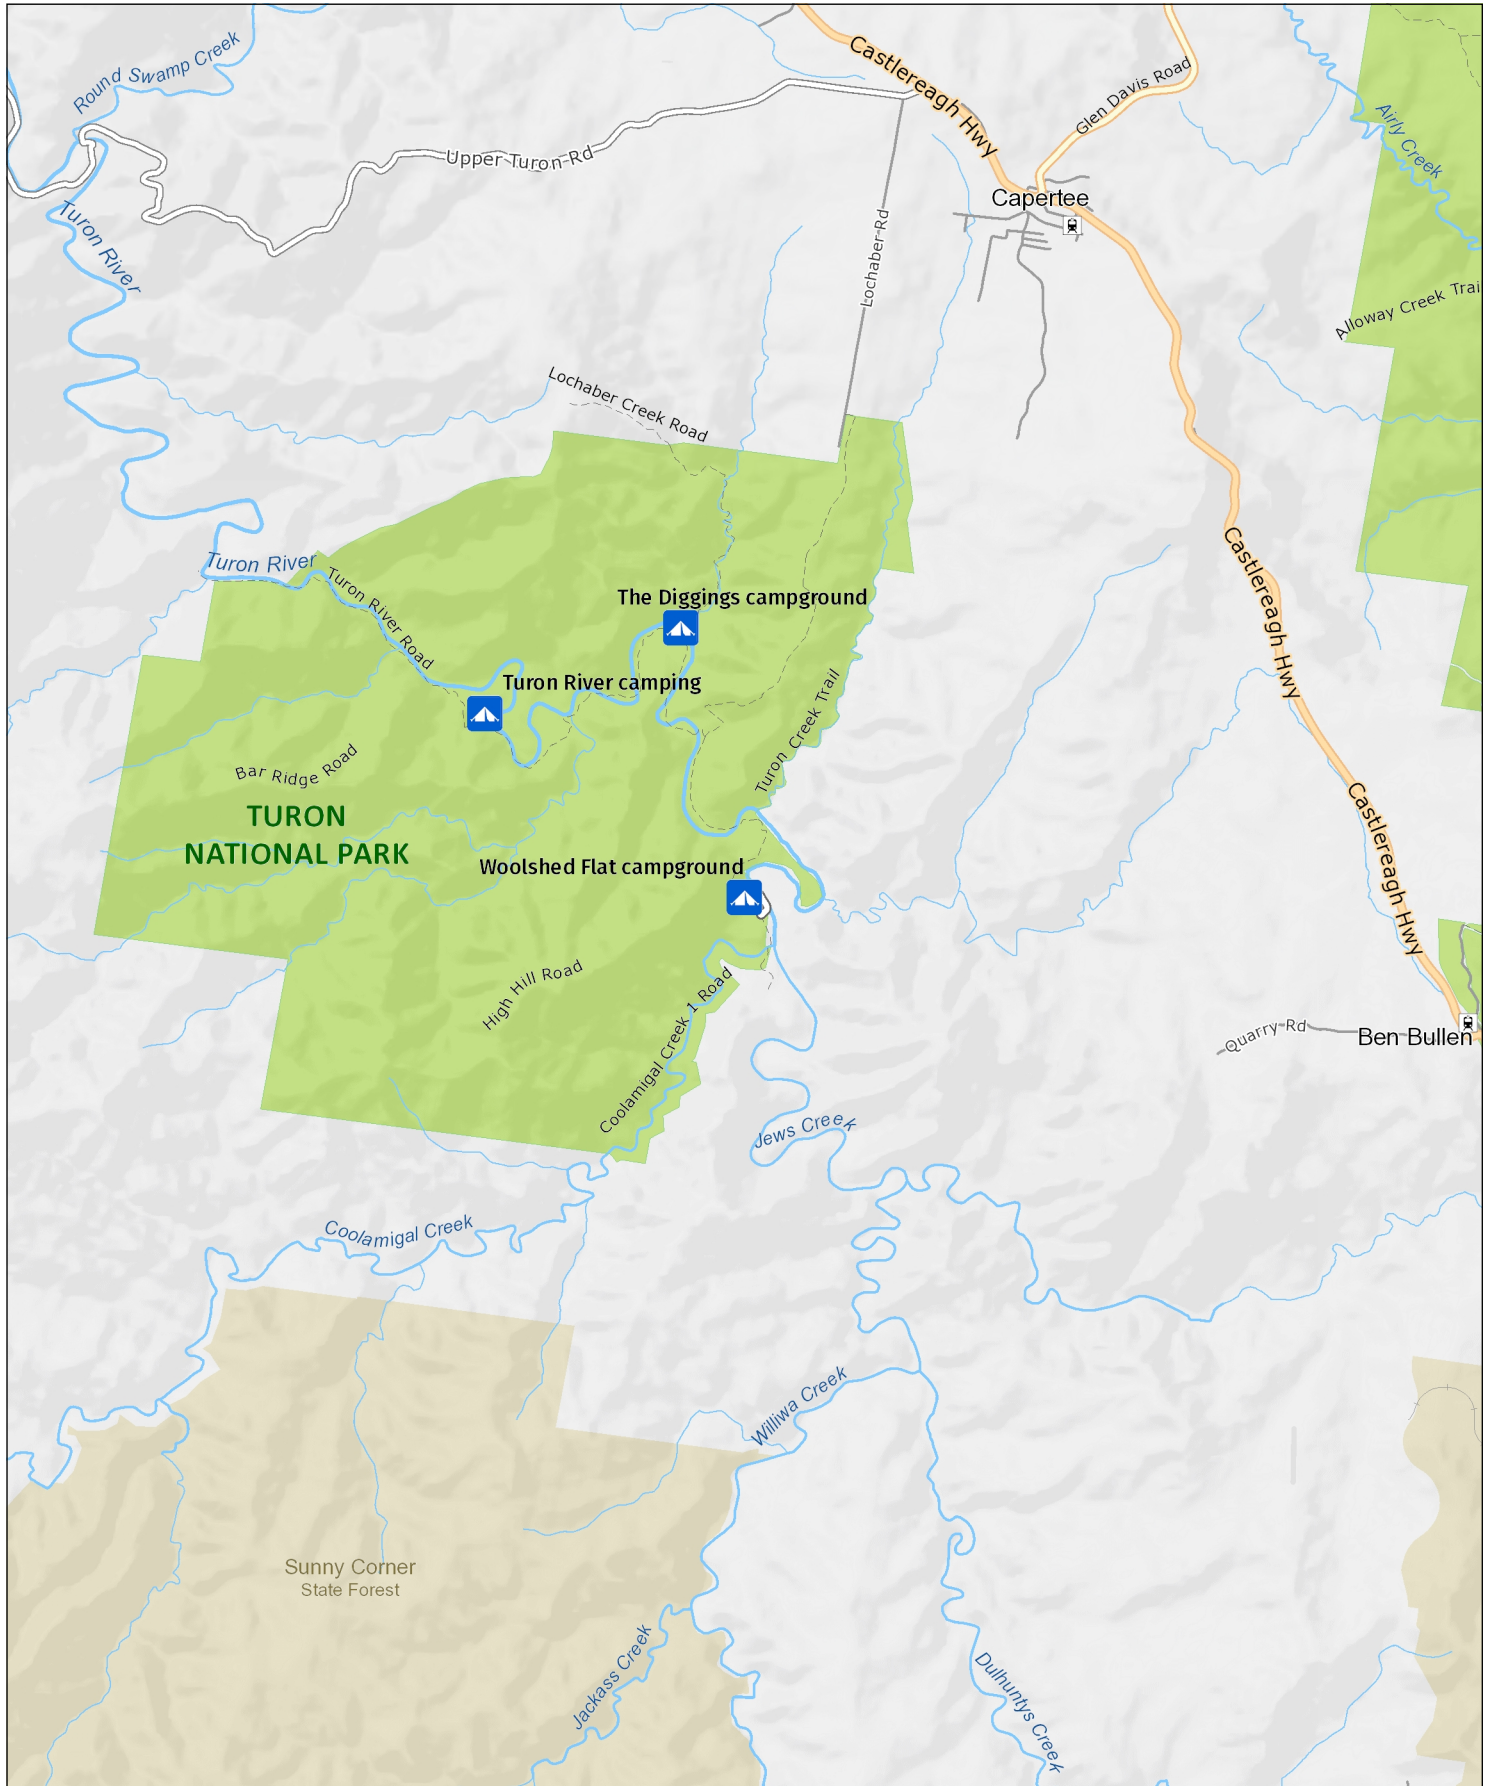 Round Swamp Creek
Castlereagh Hwy
Glen Davis Road
Airly Creek
Upper Turon Rd
Capertee
Turon River
Lochaber Rd
Alloway Creek Trai
Lochaber Creek Road
Castlereagh Hwy
Turon River
Turon River Road
The Diggings campground
Turon River camping
Turon Creek Trail
Bar Ridge Road
TURON
NATIONAL PARK
Castlereagh Hwy
Woolshed Flat campground
High Hill Road
Coolamigal Creek 1 Road
Quarry Rd
Ben Bullen
Jews Creek
Coolamigal Creek
Williwa Creek
Sunny Corner
State Forest
Jackass Creek
Dulhuntys Creek